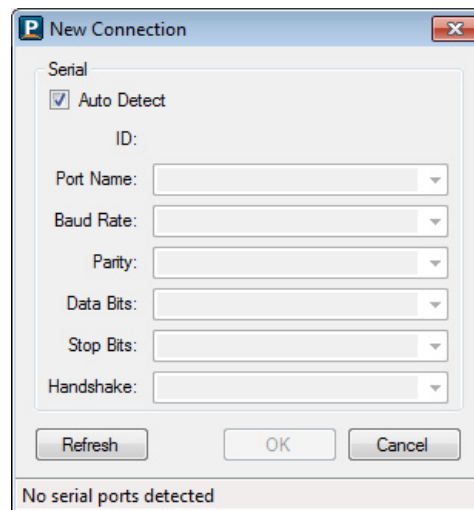 P New Connection
Serial
Auto Detect
ID:
Port Name:
Baud Rate:
Parity:
Data Bits:
Stop Bits:
Handshake:
Refresh OK Cancel
No serial ports detected